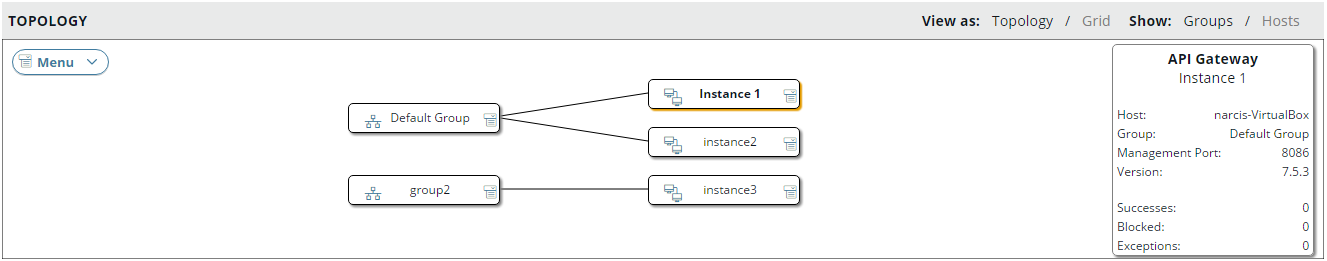 TOPOLOGY View as: Topology / Grid Show: Groups / Hosts
Menu
Default Group
group2
Instance 1
instance2
instance3
API Gateway
Instance 1
Host: narcis-VirtualBox
Group: Default Group
Management Port: 8086
Version: 7.5.3
Successes: 0
Blocked: 0
Exceptions: 0